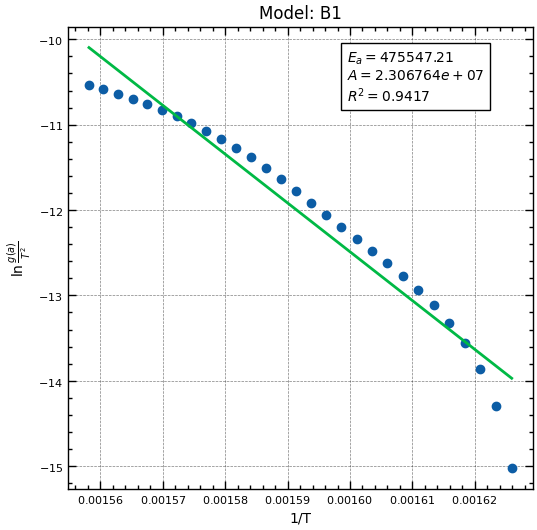 Model: B1
E_a = 475547.21
A = 2.306764e + 07
R² = 0.9417
−10
−11
−12
−13
−14
−15
ln g(a)/T²
0.00156 0.00157 0.00158 0.00159 0.00160 0.00161 0.00162
1/T